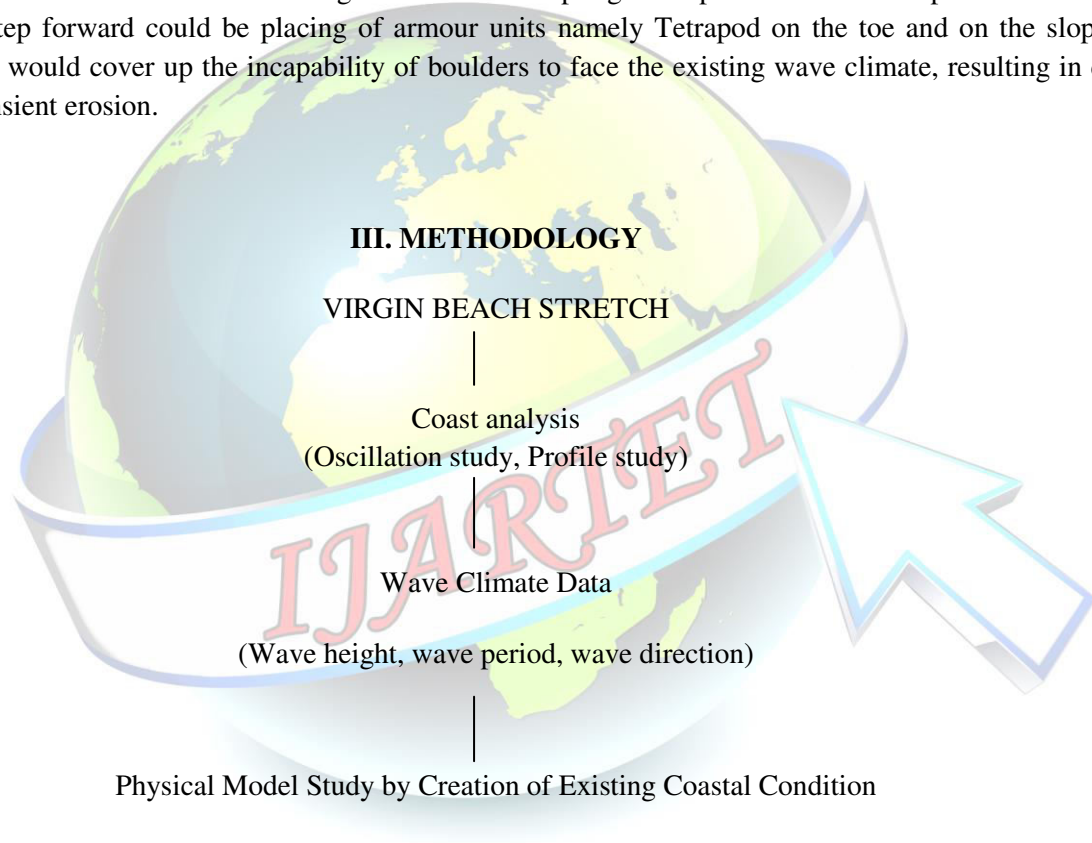 tep forward could be placing of armour units namely Tetrapod on the toe and on the slop
would cover up the incapability of boulders to face the existing wave climate, resulting in
nsient erosion.
III. METHODOLOGY
VIRGIN BEACH STRETCH
Coast analysis
(Oscillation study, Profile study)
IJARTET
Wave Climate Data
(Wave height, wave period, wave direction)
Physical Model Study by Creation of Existing Coastal Condition